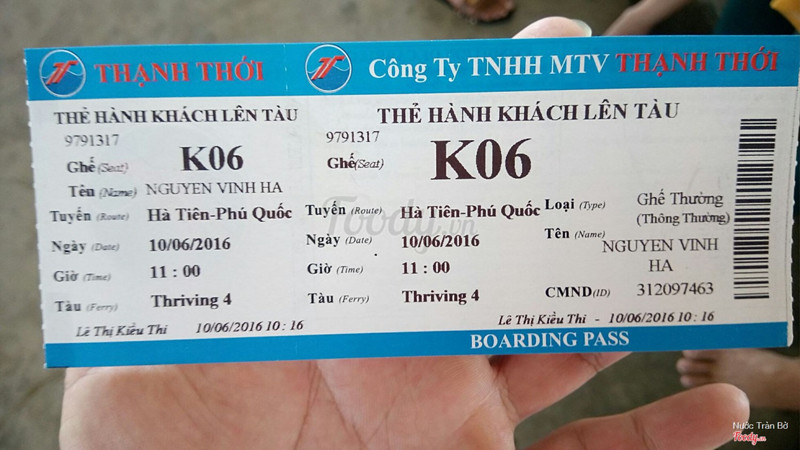 THẠNH THỚI
THẺ HÀNH KHÁCH LÊN TÀU
9791317
Ghế(Seat) K06
Tên (Name) NGUYEN VINH HA
Tuyến (Route) Hà Tiên-Phú Quốc
Ngày (Date) 10/06/2016
Giờ (Time) 11 : 00
Tàu (Ferry) Thriving 4
Lê Thị Kiều Thi 10/06/2016 10 : 16
Công Ty TNHH MTV THẠNH THỚI
THẺ HÀNH KHÁCH LÊN TÀU
9791317
Ghế(Seat) K06
Tuyến (Route) Hà Tiên-Phú Quốc
Ngày (Date) 10/06/2016
Giờ (Time) 11 : 00
Tàu (Ferry) Thriving 4
Loại (Type) Ghế Thường
(Thông Thường)
Tên (Name) NGUYEN VINH
HA
CMND(ID) 312097463
Lê Thị Kiều Thi - 10/06/2016 10 : 16
BOARDING PASS
Foody.vn
Nước Trản Bờ
Foody.vn